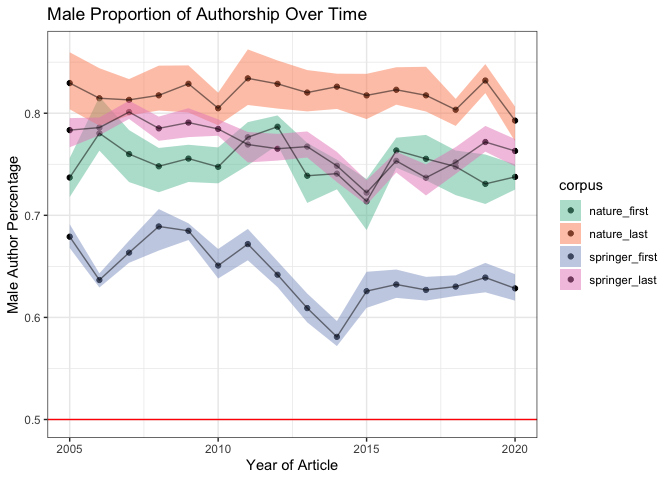 Male Proportion of Authorship Over Time
Male Author Percentage
0.8
0.7
0.6
0.5
2005
2010
2015
2020
Year of Article
corpus
nature_first
nature_last
springer_first
springer_last